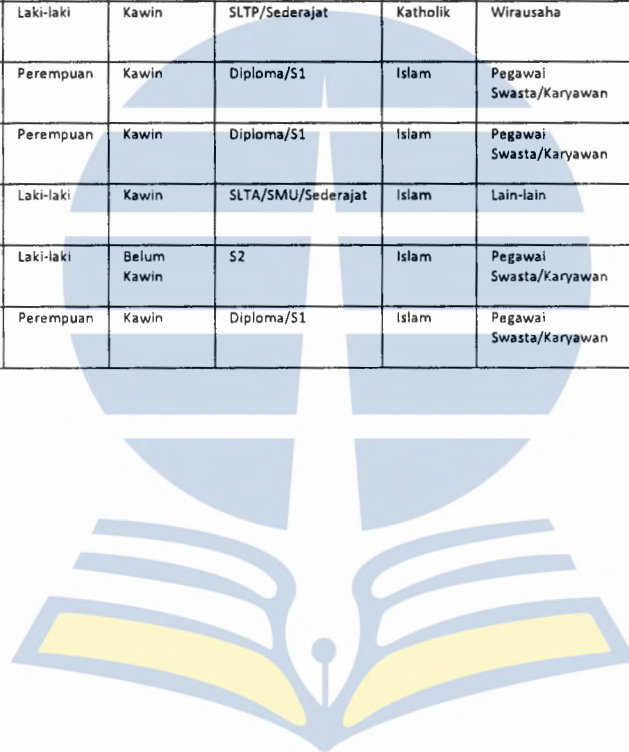 Laki-laki Kawin SLTP/Sederajat Katholik Wirausaha
Perempuan Kawin Diploma/S1 Islam Pegawai
Swasta/Karyawan
Perempuan Kawin Diploma/S1 Islam Pegawai
Swasta/Karyawan
Laki-laki Kawin SLTA/SMU/Sederajat Islam Lain-lain
Laki-laki Belum S2 Islam Pegawai
Kawin Swasta/Karyawan
Perempuan Kawin Diploma/S1 Islam Pegawai
Swasta/Karyawan